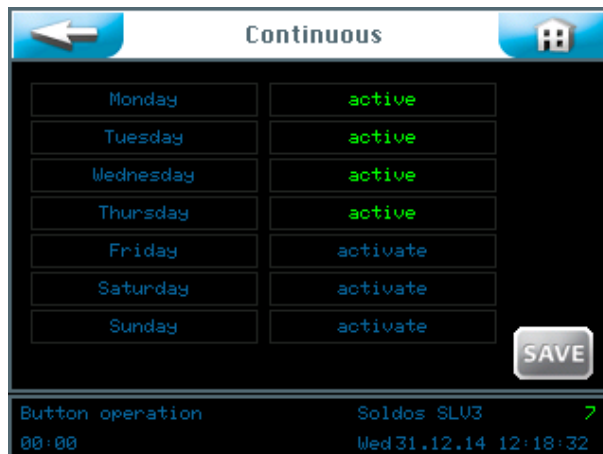 Continuous
Monday active
Tuesday active
Wednesday active
Thursday active
Friday activate
Saturday activate
Sunday activate
SAVE
Button operation Soldos SLV3 7
00:00 Wed 31.12.14 12:18:32